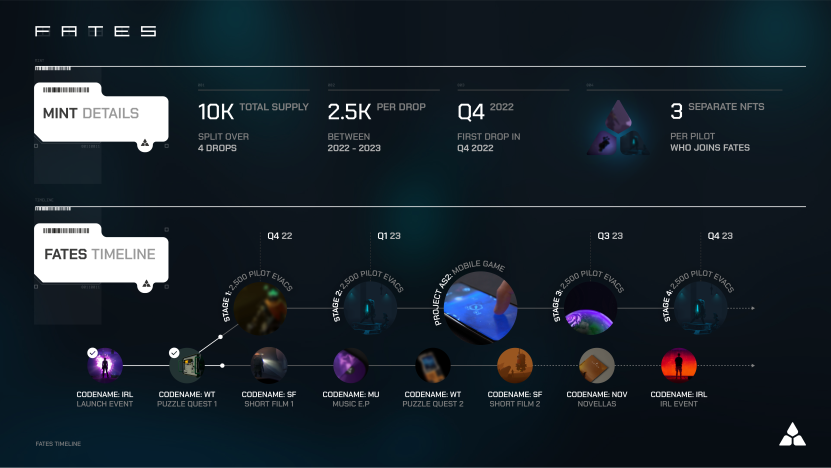 FATES
MINT DETAILS
10K TOTAL SUPPLY
SPLIT OVER
4 DROPS
2.5K PER DROP
BETWEEN
2022 - 2023
Q4 2022
FIRST DROP IN
Q4 2022
3 SEPARATE NFTS
PER PILOT
WHO JOINS FATES
FATES TIMELINE
Q4 22
Q1 23
Q3 23
Q4 23
STAGE 1: 2,500 PILOT EVACS
STAGE 2: 2,500 PILOT EVACS
PROJECT AS2: MOBILE GAME
STAGE 3: 2,500 PILOT EVACS
STAGE 4: 2,500 PILOT EVACS
CODENAME: IRL
LAUNCH EVENT
CODENAME: WT
PUZZLE QUEST 1
CODENAME: SF
SHORT FILM 1
CODENAME: MU
MUSIC E.P
CODENAME: WT
PUZZLE QUEST 2
CODENAME: SF
SHORT FILM 2
CODENAME: NOV
NOVELLAS
CODENAME: IRL
IRL EVENT
FATES TIMELINE